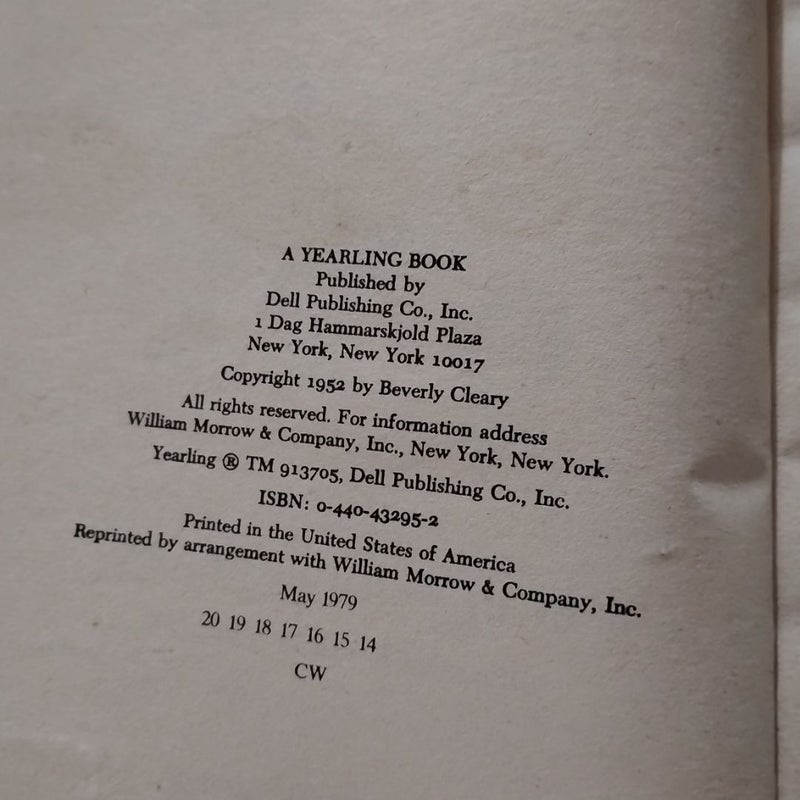 A YEARLING BOOK
Published by
Dell Publishing Co., Inc.
1 Dag Hammarskjold Plaza
New York, New York 10017
Copyright 1952 by Beverly Cleary
All rights reserved. For information address
William Morrow & Company, Inc., New York, New York.
Yearling ® TM 913705, Dell Publishing Co., Inc.
ISBN: 0-440-43295-2
Printed in the United States of America
Reprinted by arrangement with William Morrow & Company, Inc.
May 1979
20 19 18 17 16 15 14
CW